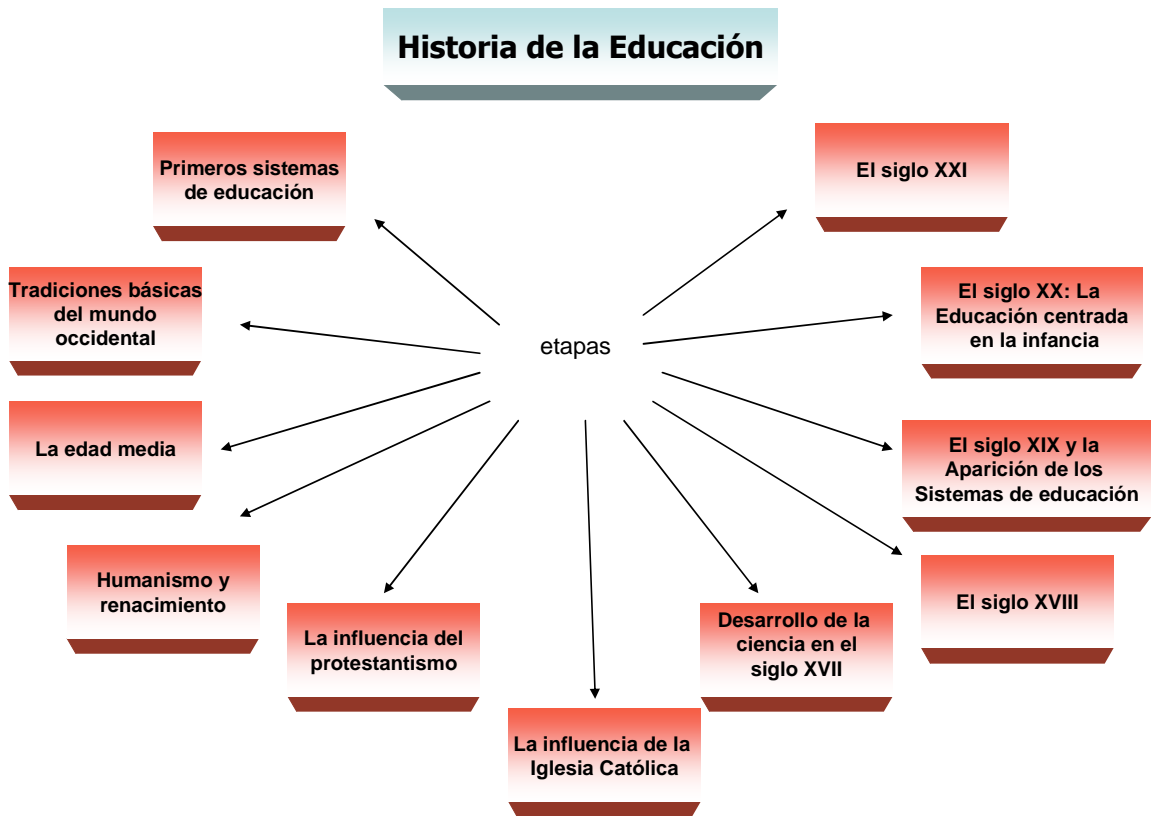 Historia de la Educación
Primeros sistemas
de educación
Tradiciones básicas
del mundo
occidental
La edad media
Humanismo y
renacimiento
La influencia del
protestantismo
La influencia de la
Iglesia Católica
Desarrollo de la
ciencia en el
siglo XVII
El siglo XVIII
El siglo XIX y la
Aparición de los
Sistemas de educación
El siglo XX: La
Educación centrada
en la infancia
El siglo XXI
etapas